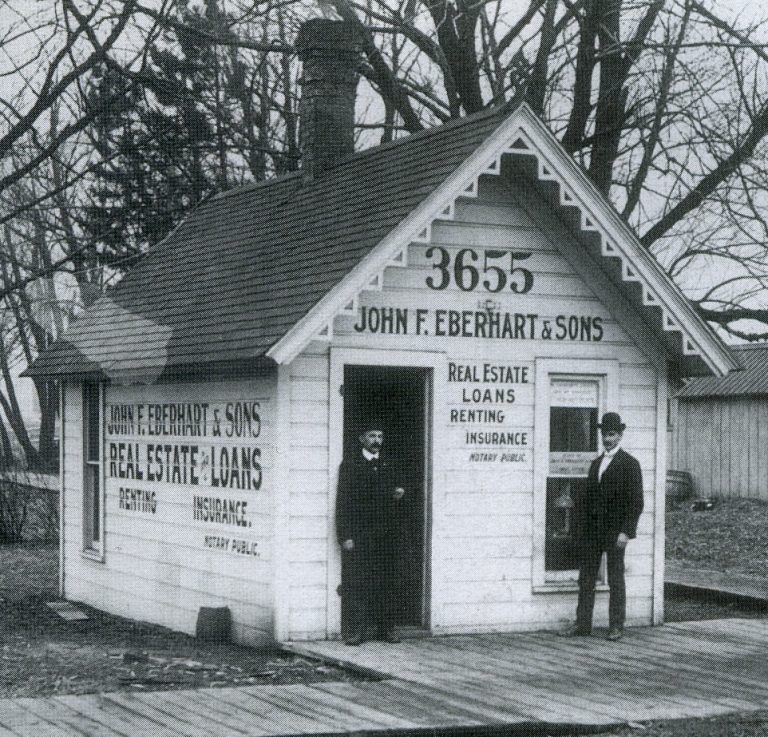 3655
JOHN F. EBERHART & SONS
REAL ESTATE
LOANS
RENTING
INSURANCE
NOTARY PUBLIC.
JOHN F. EBERHART & SONS
REAL ESTATE AND LOANS
RENTING INSURANCE.
NOTARY PUBLIC.